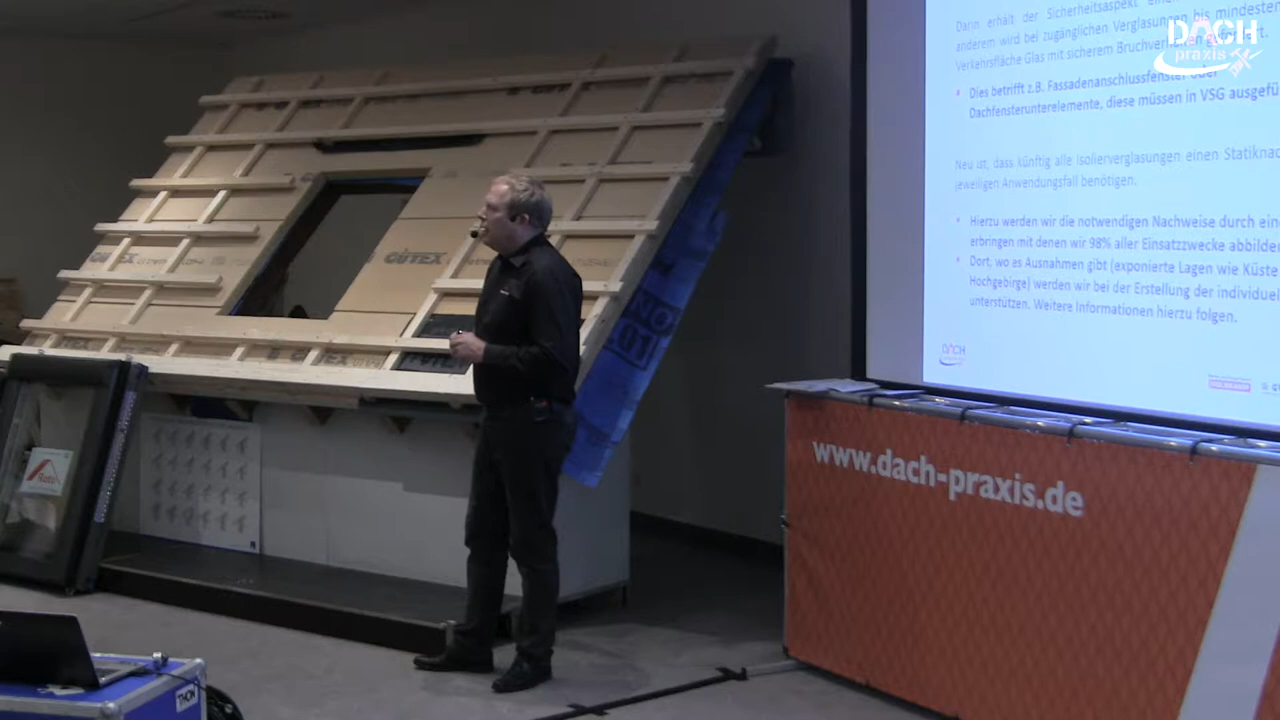 Darin erhält der Sicherheitsaspekt
anderem wird bei zugänglichen Verglasungen bis mindesten
Verkehrsfläche Glas mit sicherem
Dies betrifft z.B. Fassadenanschlussfenster oder
Dachfensterunterelemente, diese müssen in VSG ausgefü
Neu ist, dass künftig alle Isolierverglasungen einen Statiknac
jeweiligen Anwendungsfall benötigen.
Hierzu werden wir die notwendigen Nachweise durch ein
erbringen mit denen wir 98% aller Einsatzzwecke abbilde
Dort, wo es Ausnahmen gibt (exponierte Lagen wie Küste
Hochgebirge) werden wir bei der Erstellung der individuel
unterstützen. Weitere Informationen hierzu folgen.
DACH
praxis
DACH
GUTEX
GUTEX
GUTEX
www.dach-praxis.de
Roto
THON